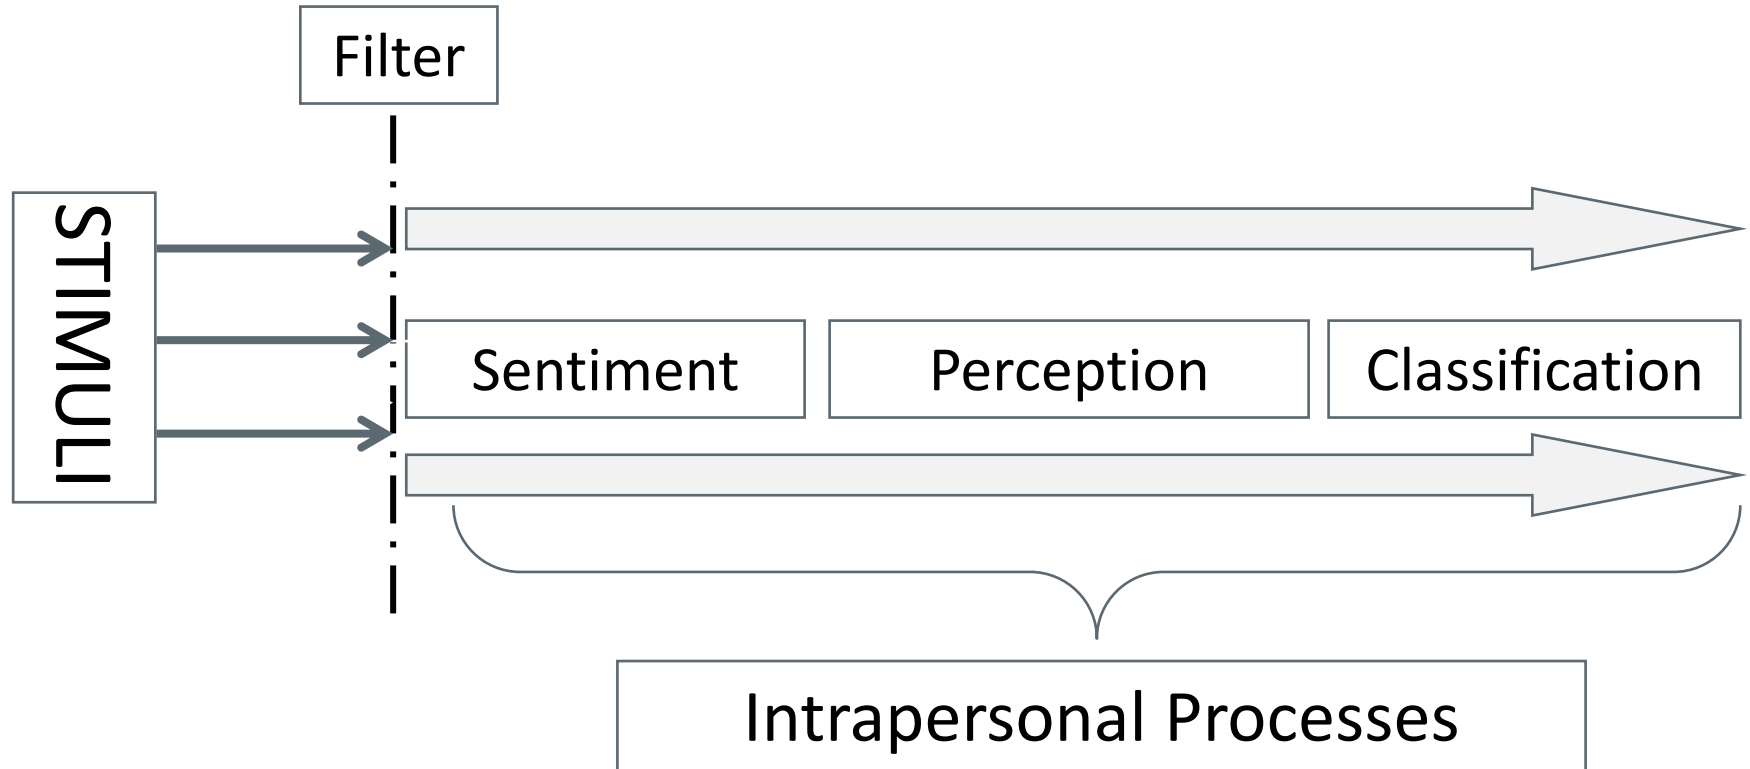 Filter
STIMULI
Sentiment
Perception
Classification
Intrapersonal Processes